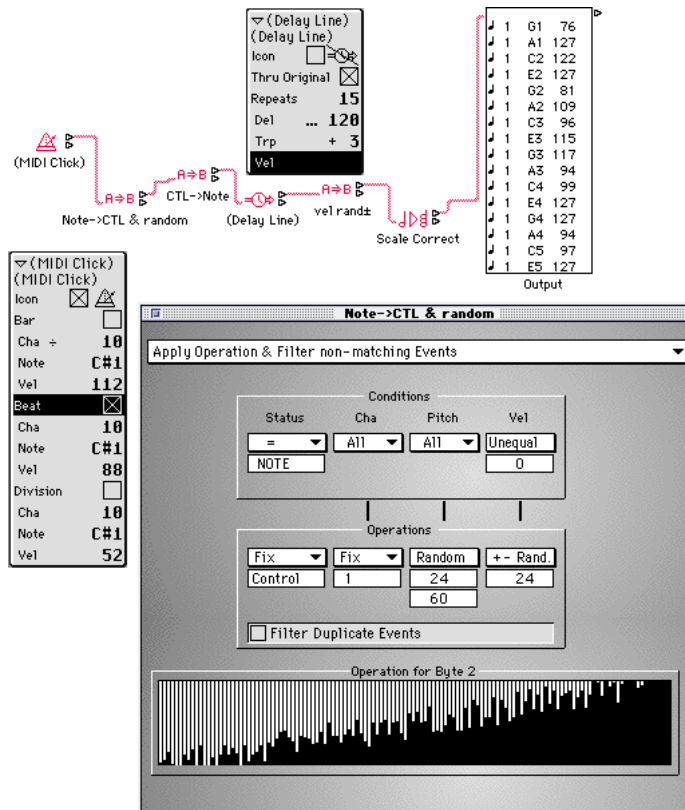 (Delay Line)
(Delay Line)
Icon
Thru Original
Repeats 15
Del ... 120
Trp + 3
Vel
1 G1 76
1 A1 127
1 C2 122
1 E2 127
1 G2 81
1 A2 109
1 C3 96
1 E3 115
1 G3 117
1 A3 94
1 C4 99
1 E4 127
1 G4 127
1 A4 94
1 C5 97
1 E5 127
Output
(MIDI Click)
A⇒B
Note->CTL & random
A⇒B
CTL->Note
(Delay Line)
A⇒B
vel rand±
Scale Correct
(MIDI Click)
(MIDI Click)
Icon
Bar
Cha ÷ 10
Note C#1
Vel 112
Beat
Cha 10
Note C#1
Vel 88
Division
Cha 10
Note C#1
Vel 52
Note->CTL & random
Apply Operation & Filter non-matching Events
Conditions
Status Cha Pitch Vel
= All All Unequal
NOTE 0
Operations
Fix Fix Random +- Rand.
Control 1 24 24
60
Filter Duplicate Events
Operation for Byte 2